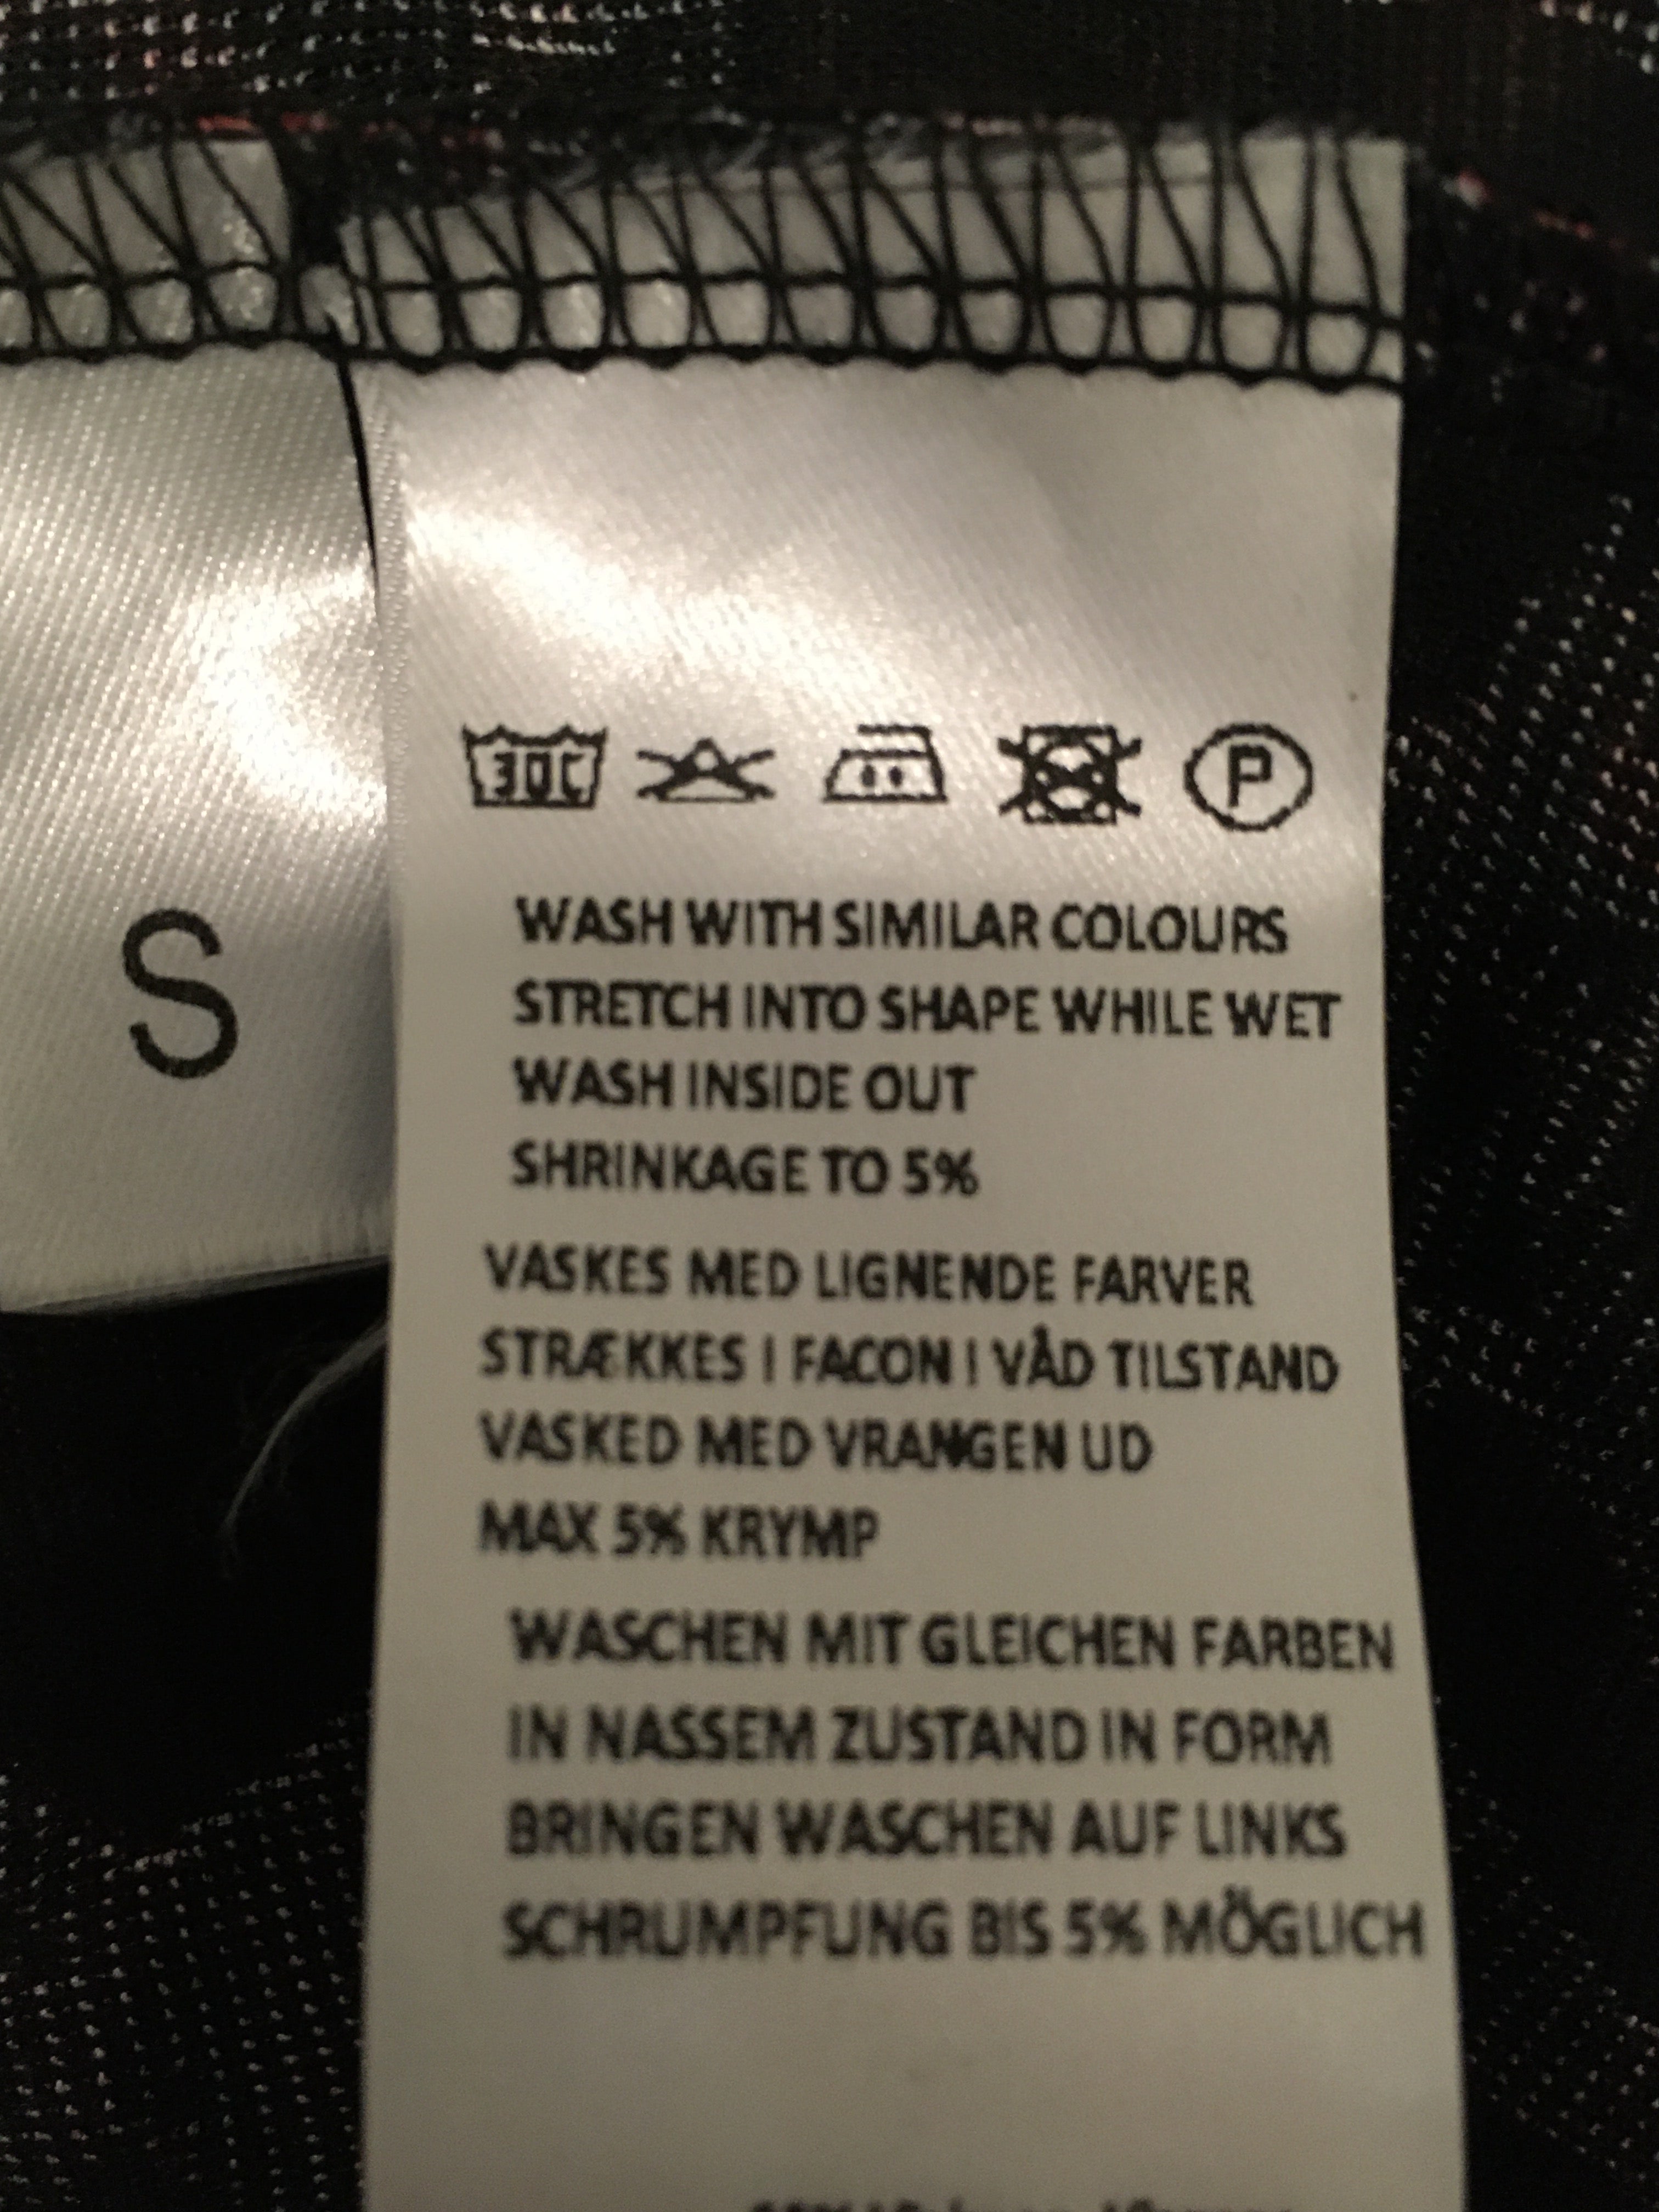 30C
P
S
WASH WITH SIMILAR COLOURS
STRETCH INTO SHAPE WHILE WET
WASH INSIDE OUT
SHRINKAGE TO 5%
VASKES MED LIGNENDE FARVER
STRÆKKES I FACON I VÅD TILSTAND
VASKED MED VRANGEN UD
MAX 5% KRYMP
WASCHEN MIT GLEICHEN FARBEN
IN NASSEM ZUSTAND IN FORM
BRINGEN WASCHEN AUF LINKS
SCHRUMPFUNG BIS 5% MÖGLICH